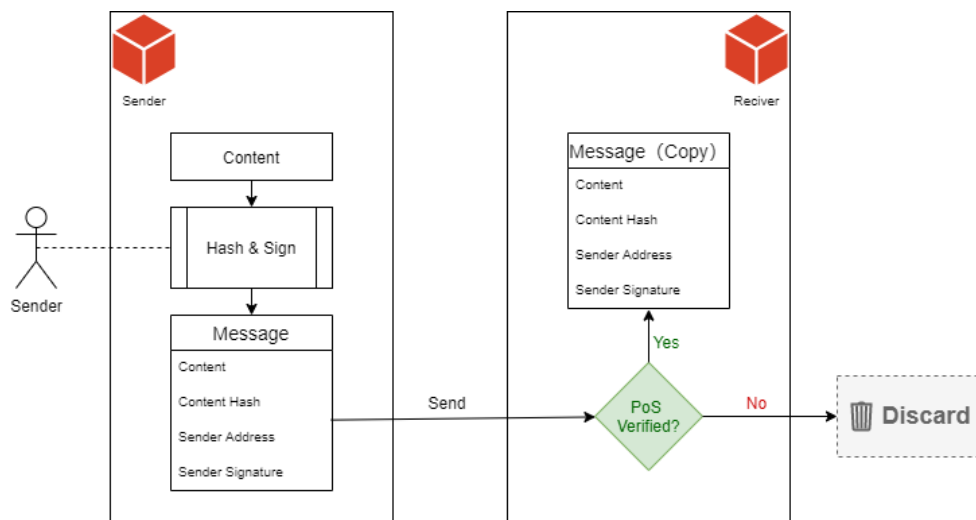 Sender
Content
Hash & Sign
Sender
Message
Content
Content Hash
Sender Address
Sender Signature
Send
Reciver
Message（Copy）
Content
Content Hash
Sender Address
Sender Signature
Yes
PoS
Verified?
No
Discard